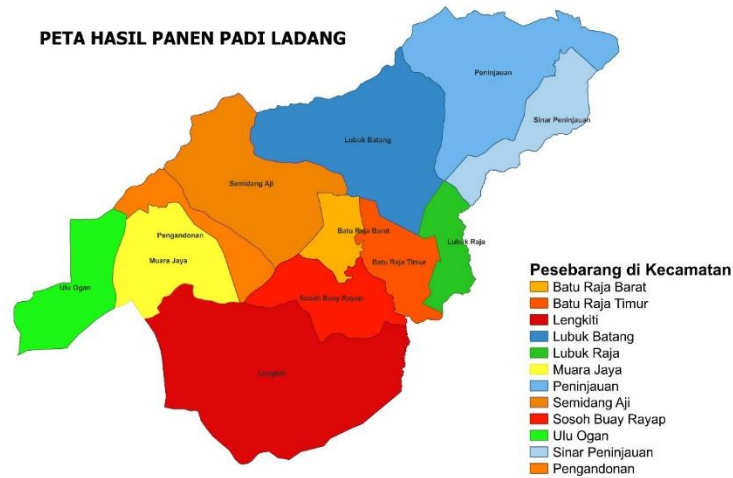 PETA HASIL PANEN PADI LADANG
Peninjauan
Sinar Peninjauan
Lubuk Batang
Semidang Aji
Batu Raja Barat
Pengandonan
Lubuk Raja
Muara Jaya
Batu Raja Timur
Ulu Ogan
Sosoh Buay Rayap
Lengkiti
Pesebarang di Kecamatan
Batu Raja Barat
Batu Raja Timur
Lengkiti
Lubuk Batang
Lubuk Raja
Muara Jaya
Peninjauan
Semidang Aji
Sosoh Buay Rayap
Ulu Ogan
Sinar Peninjauan
Pengandonan